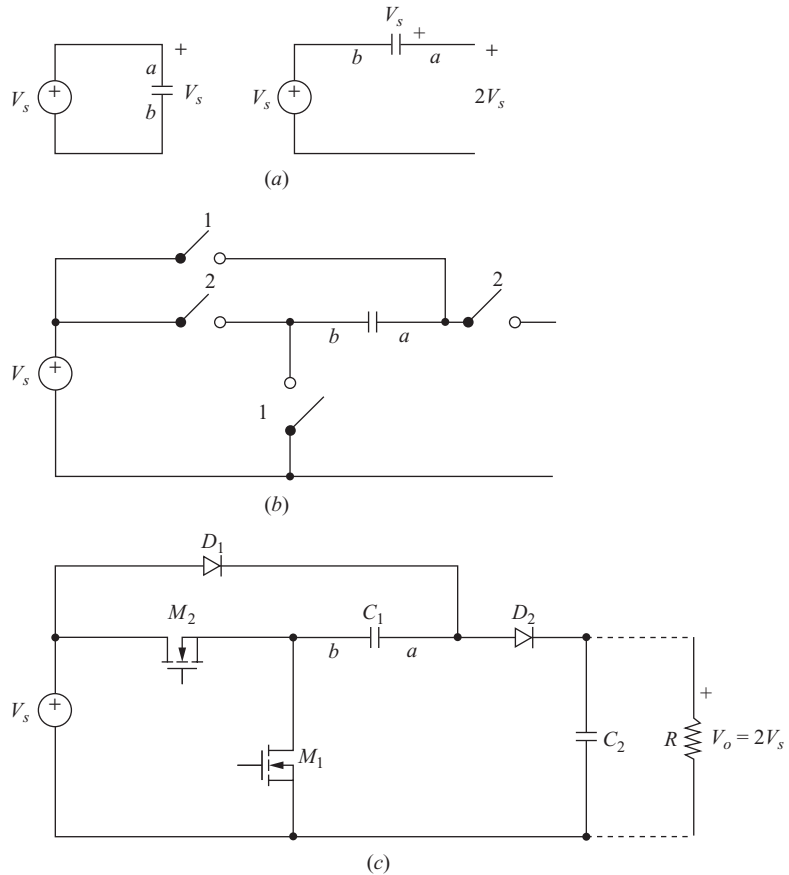 V_s + a b V_s +
V_s + b V_s + a + 2V_s
(a)
1
2 2
b a
V_s +
1
(b)
D_1
M_2 C_1 D_2
b a
V_s + M_1 C_2 R + V_o = 2V_s
(c)